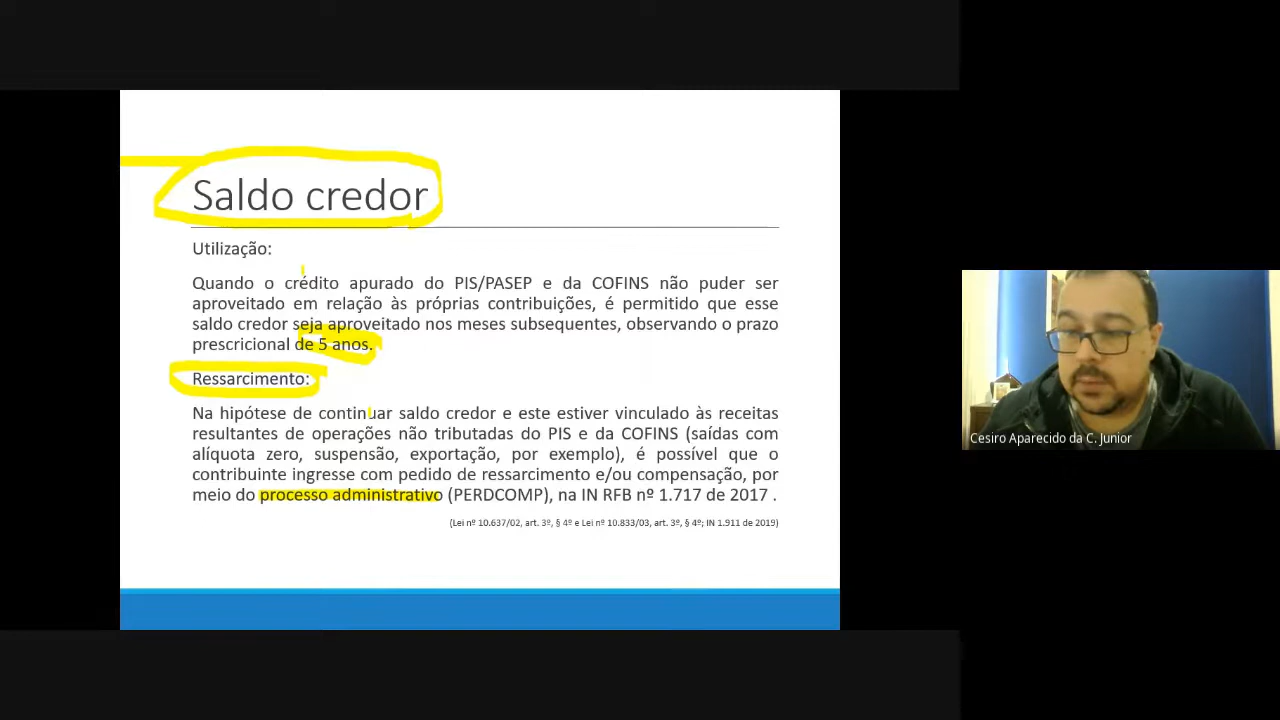 Saldo credor
Utilização:
Quando o crédito apurado do PIS/PASEP e da COFINS não puder ser
aproveitado em relação às próprias contribuições, é permitido que esse
saldo credor seja aproveitado nos meses subsequentes, observando o prazo
prescricional de 5 anos.
Ressarcimento:
Na hipótese de continuar saldo credor e este estiver vinculado às receitas
resultantes de operações não tributadas do PIS e da COFINS (saídas com
alíquota zero, suspensão, exportação, por exemplo), é possível que o
contribuinte ingresse com pedido de ressarcimento e/ou compensação, por
meio do processo administrativo (PERDCOMP), na IN RFB nº 1.717 de 2017 .
(Lei nº 10.637/02, art. 3º, § 4º e Lei nº 10.833/03, art. 3º, § 4º; IN 1.911 de 2019)
Cesiro Aparecido da C. Junior